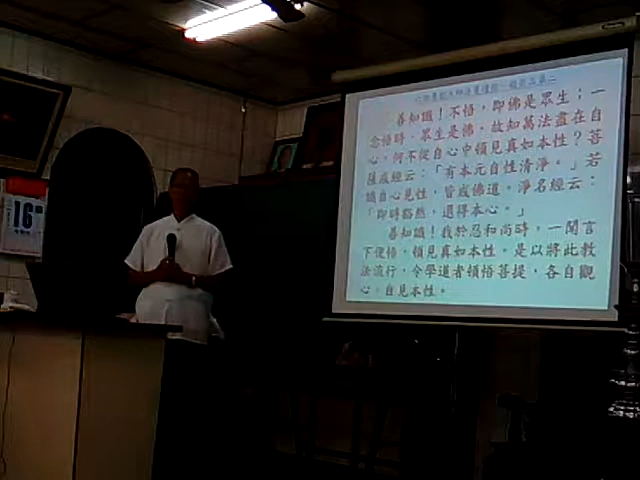 善知識！不悟，即佛是眾生；一
念悟時，眾生是佛。故知萬法盡在自
心，何不從自心中頓見真如本性？菩
薩戒經云：「我本元自性清淨。」若
識自心見性，皆成佛道。淨名經云：
「即時豁然，還得本心。」
善知識！我於忍和尚時，一聞言
下便悟，頓見真如本性。是以將此教
法流行，令學道者頓悟菩提，各自觀
心，自見本性。
16